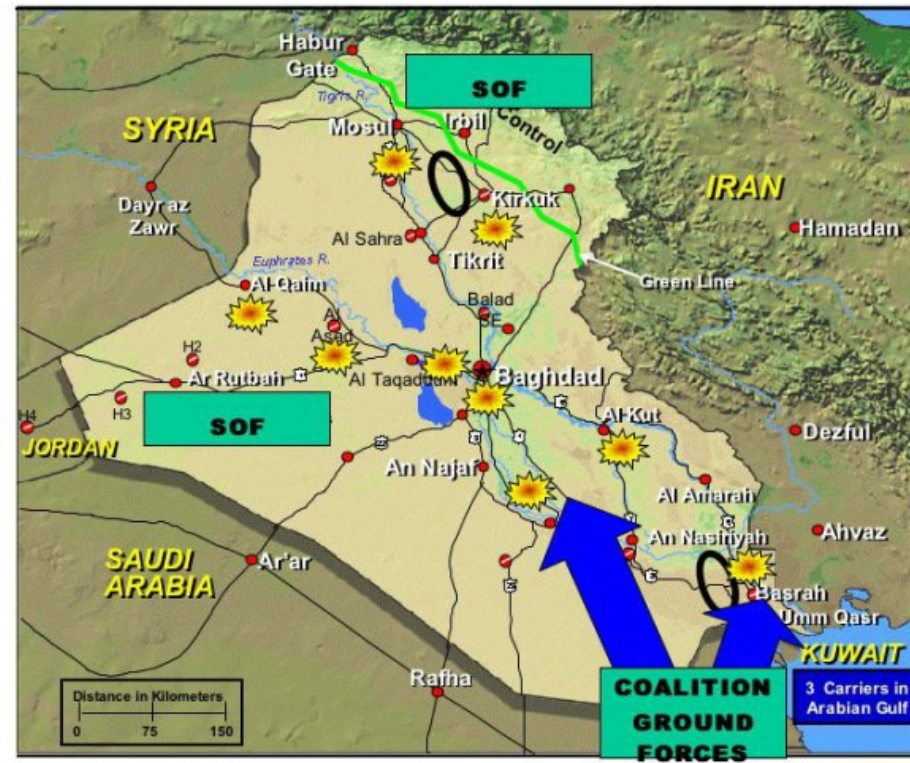 Habur
Gate
SOF
Tigris R.
SYRIA
Mosul
Irbil
Control
IRAN
Dayr az
Zawr
Kirkuk
Hamadan
Al Sahra
Tikrit
Euphrates R.
Green Line
Al Qaim
Balad
SE
Al
Asad
H2
Ar Rutbah
Al Taqaddum
Baghdad
H4
H3
SOF
Al Kut
JORDAN
Dezful
An Najaf
Al Amarah
An Nasiriyah
Ahvaz
SAUDI
ARABIA
Ar'ar
Basrah
Umm Qasr
KUWAIT
Rafha
COALITION
GROUND
FORCES
3 Carriers in
Arabian Gulf
Distance in Kilometers
0 75 150